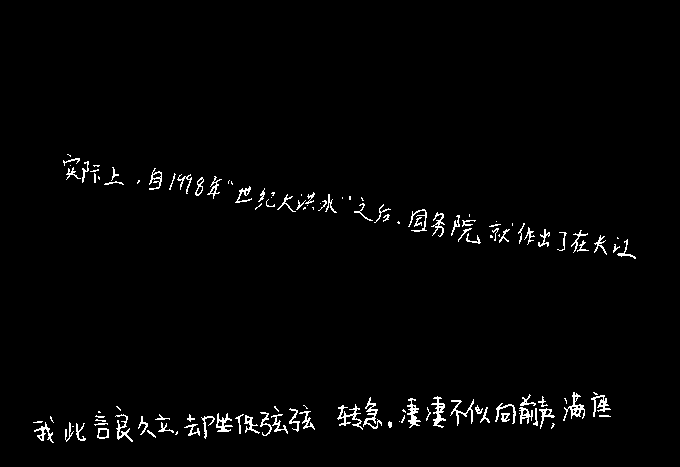 实际上,自1998年“世纪大洪水”之后,国务院就作出了在长江
我此言良久立,却坐促弦弦转急。凄凄不似向前声,满座